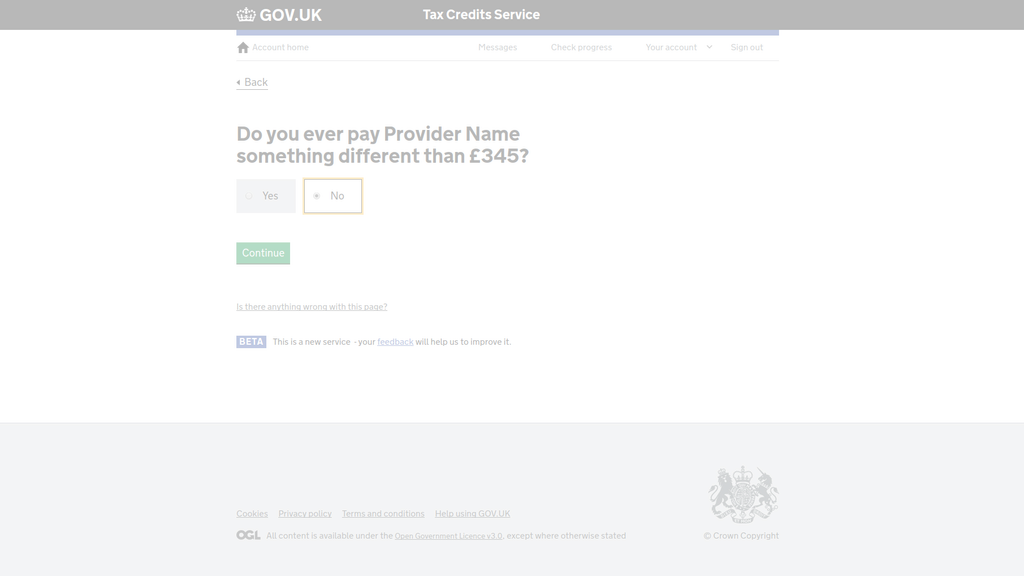 GOV.UK
Tax Credits Service
Account home
Messages
Check progress
Your account
Sign out
Back
Do you ever pay Provider Name
something different than £345?
Yes
No
Continue
Is there anything wrong with this page?
BETA This is a new service - your feedback will help us to improve it.
Cookies
Privacy policy
Terms and conditions
Help using GOV.UK
OGL All content is available under the Open Government Licence v3.0, except where otherwise stated
© Crown Copyright